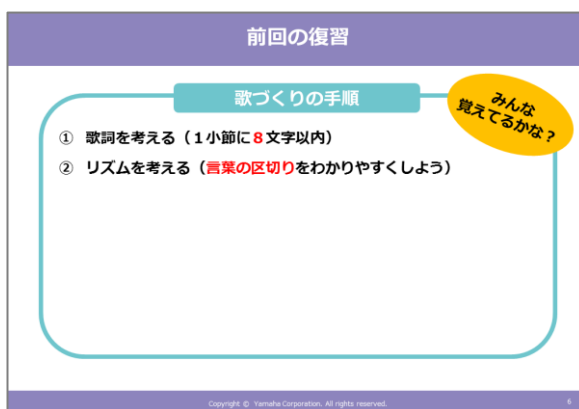 前回の復習
歌づくりの手順
みんな
覚えてるかな？
① 歌詞を考える（１小節に８文字以内）
② リズムを考える（言葉の区切りをわかりやすくしよう）
Copyright © Yamaha Corporation. All rights reserved.
6